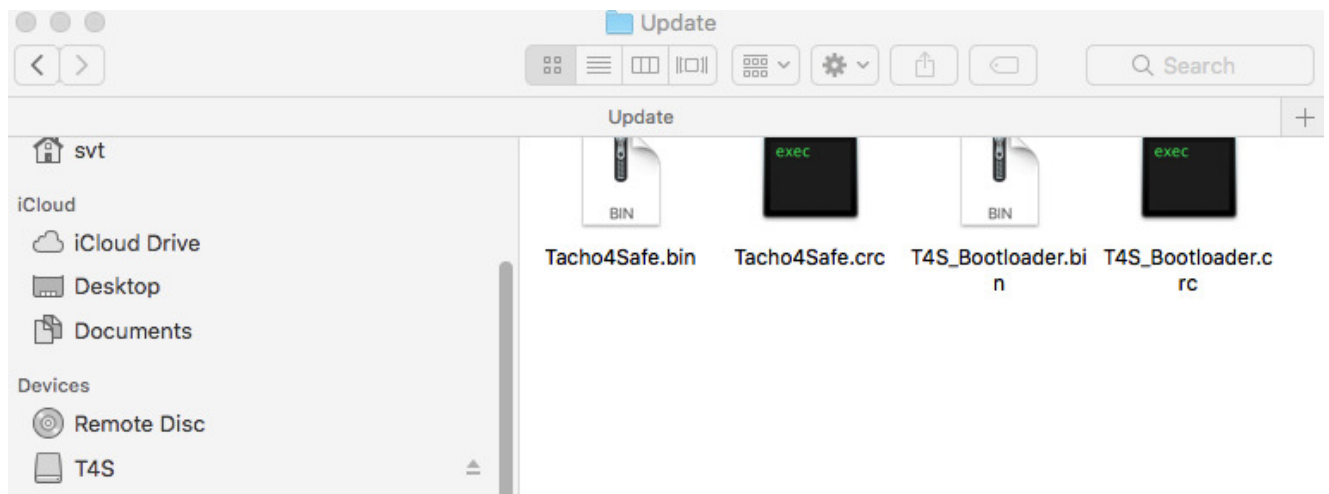 Update
Search
Update
svt
iCloud
iCloud Drive
Desktop
Documents
Devices
Remote Disc
T4S
exec
exec
BIN
BIN
Tacho4Safe.bin
Tacho4Safe.crc
T4S_Bootloader.bi
n
T4S_Bootloader.c
rc